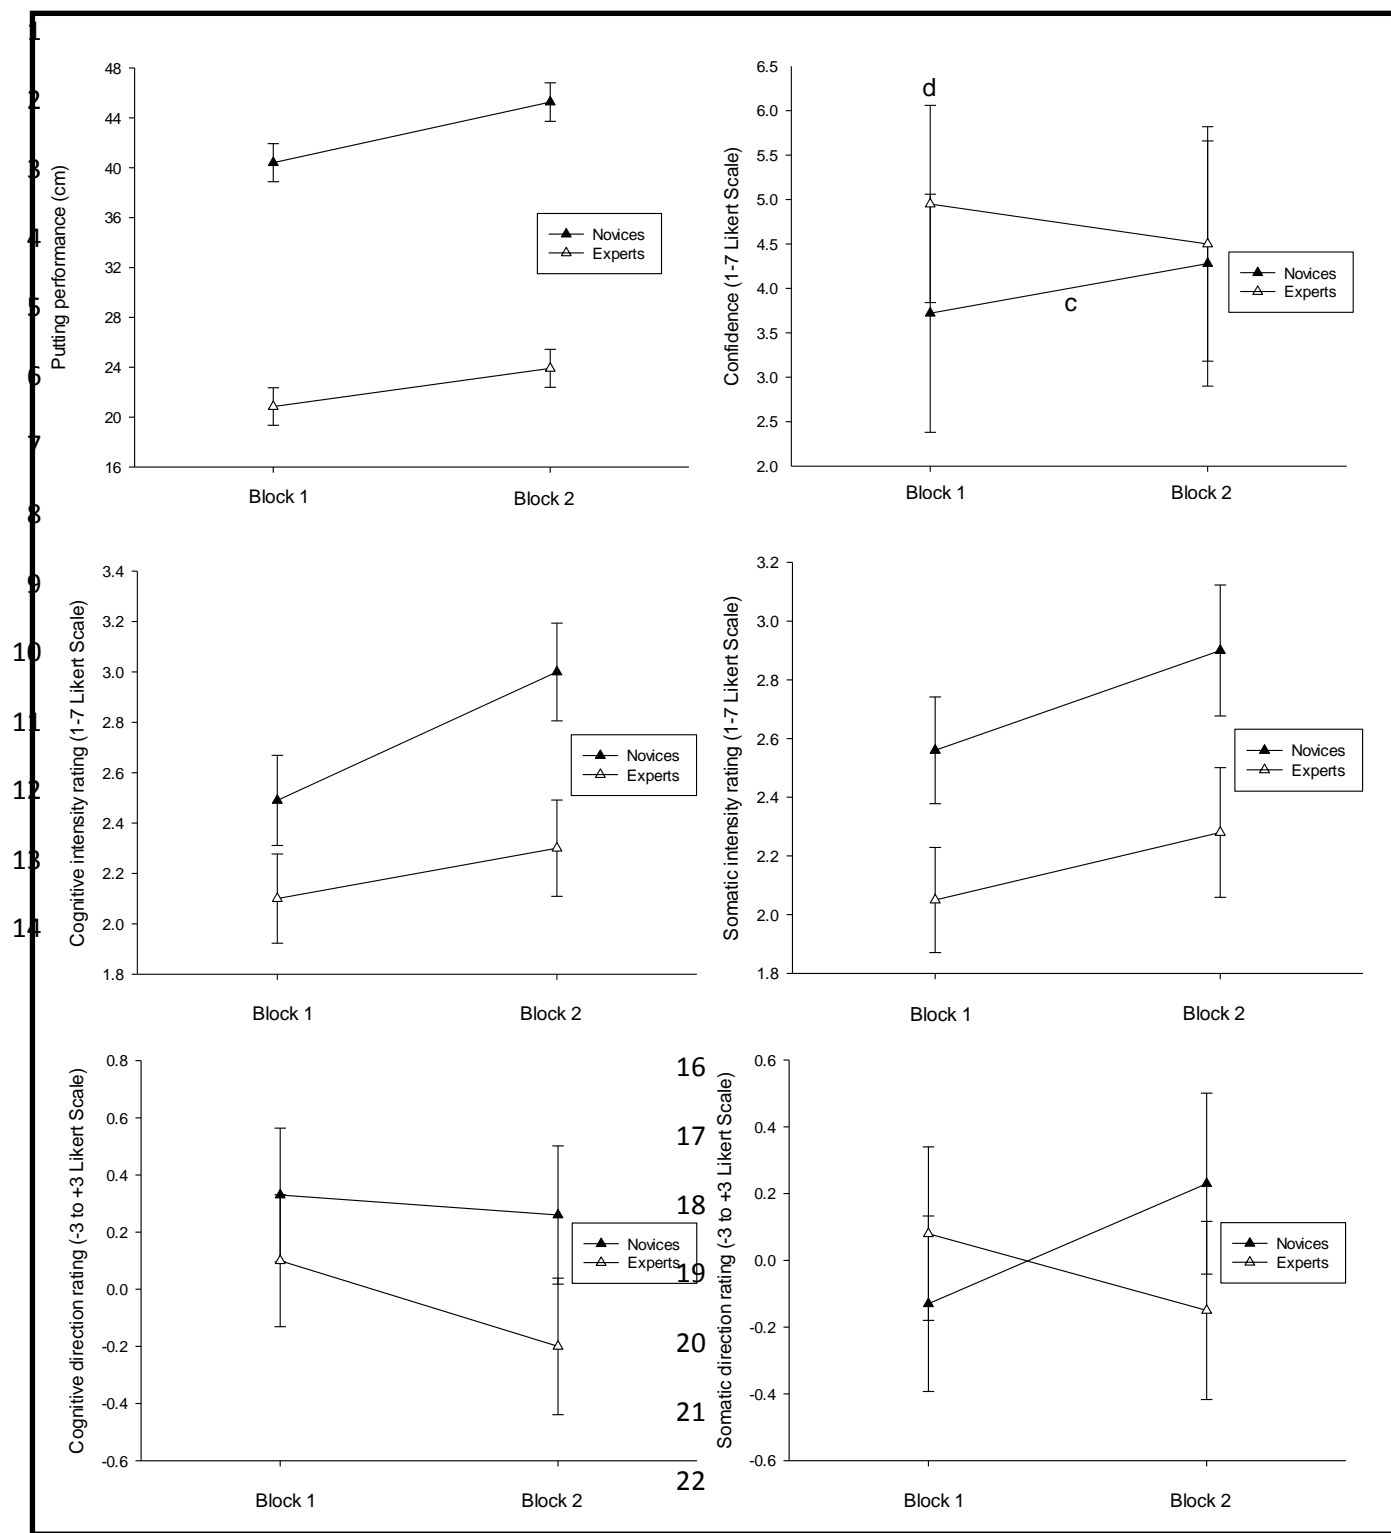 1
2
3
4
5
6
7
8
9
10
11
12
13
14
Putting performance (cm)
48
44
40
36
32
28
24
20
16
Novices
Experts
Block 1
Block 2
Confidence (1-7 Likert Scale)
6.5
6.0
5.5
5.0
4.5
4.0
3.5
3.0
2.5
2.0
d
c
Novices
Experts
Block 1
Block 2
Cognitive intensity rating (1-7 Likert Scale)
3.4
3.2
3.0
2.8
2.6
2.4
2.2
2.0
1.8
Novices
Experts
Block 1
Block 2
Somatic intensity rating (1-7 Likert Scale)
3.2
3.0
2.8
2.6
2.4
2.2
2.0
1.8
Novices
Experts
Block 1
Block 2
Cognitive direction rating (-3 to +3 Likert Scale)
0.8
0.6
0.4
0.2
0.0
-0.2
-0.4
-0.6
Novices
Experts
Block 1
Block 2
16
17
18
19
20
21
22
Somatic direction rating (-3 to +3 Likert Scale)
0.6
0.4
0.2
0.0
-0.2
-0.4
-0.6
Novices
Experts
Block 1
Block 2